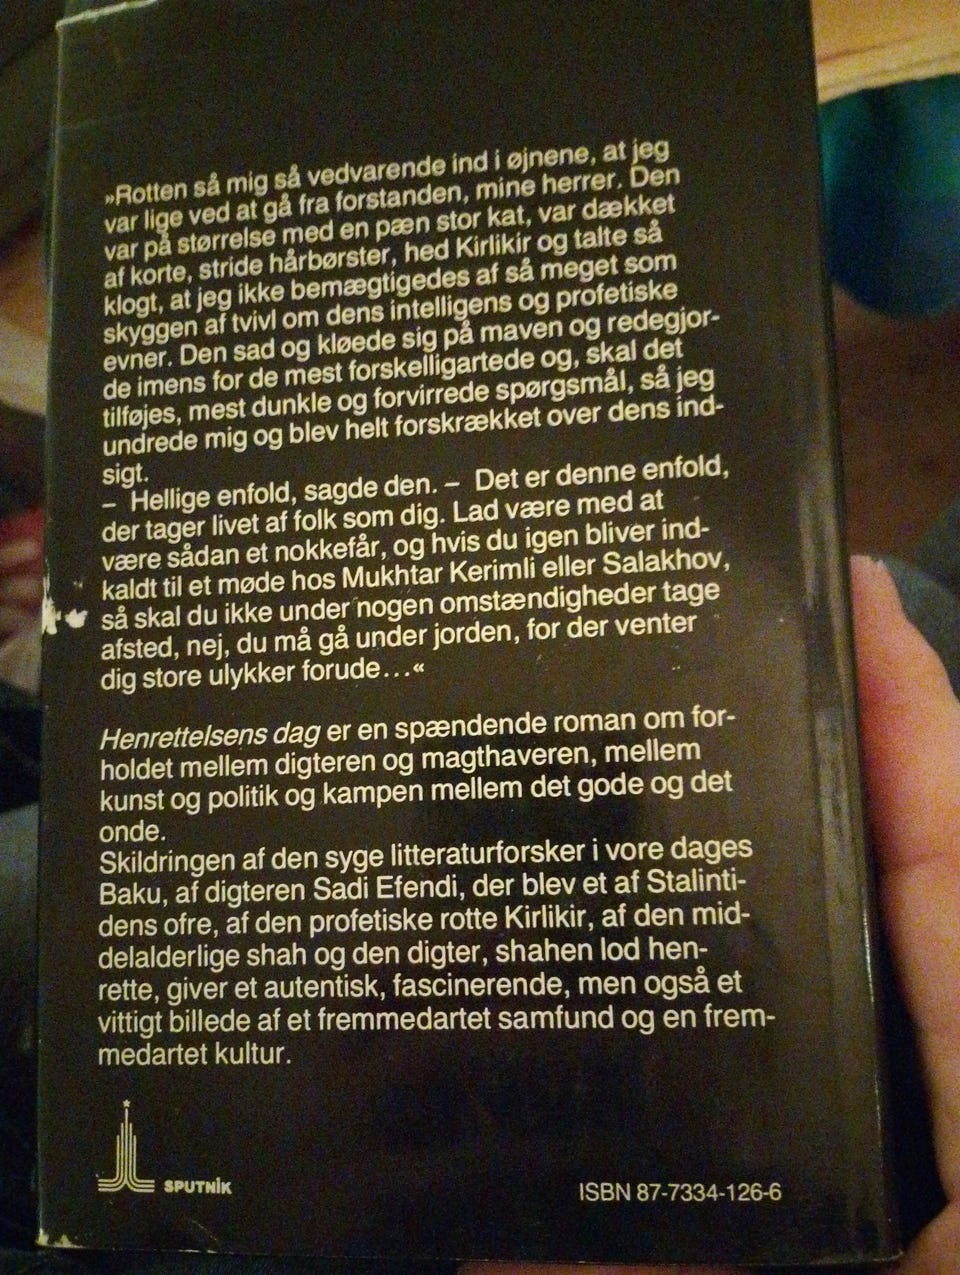 »Rotten så mig så vedvarende ind i øjnene, at jeg
var lige ved at gå fra forstanden, mine herrer. Den
var på størrelse med en pæn stor kat, var dækket
af korte, stride hårbørster, hed Kirlikir og talte så
klogt, at jeg ikke bemægtigedes af så meget som
skyggen af tvivl om dens intelligens og profetiske
evner. Den sad og kløede sig på maven og redegjor-
de imens for de mest forskelligartede og, skal det
tilføjes, mest dunkle og forvirrede spørgsmål, så jeg
undrede mig og blev helt forskrækket over dens ind-
sigt.
– Hellige enfold, sagde den. – Det er denne enfold,
der tager livet af folk som dig. Lad være med at
være sådan et nokkefår, og hvis du igen bliver ind-
kaldt til et møde hos Mukhtar Kerimli eller Salakhov,
så skal du ikke under nogen omstændigheder tage
afsted, nej, du må gå under jorden, for der venter
dig store ulykker forude...«
Henrettelsens dag er en spændende roman om for-
holdet mellem digteren og magthaveren, mellem
kunst og politik og kampen mellem det gode og det
onde.
Skildringen af den syge litteraturforsker i vore dages
Baku, af digteren Sadi Efendi, der blev et af Stalinti-
dens ofre, af den profetiske rotte Kirlikir, af den mid-
delalderlige shah og den digter, shahen lod hen-
rette, giver et autentisk, fascinerende, men også et
vittigt billede af et fremmedartet samfund og en frem-
medartet kultur.
SPUTNIK
ISBN 87-7334-126-6